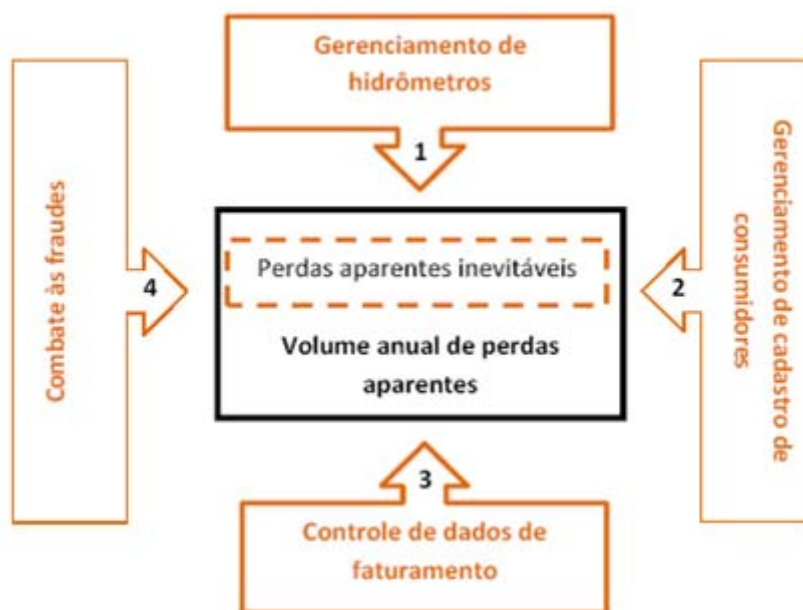 Gerenciamento de
hidrômetros
1
Combate às fraudes
4
Perdas aparentes inevitáveis
Volume anual de perdas
aparentes
2
Gerenciamento de cadastro de
consumidores
3
Controle de dados de
faturamento